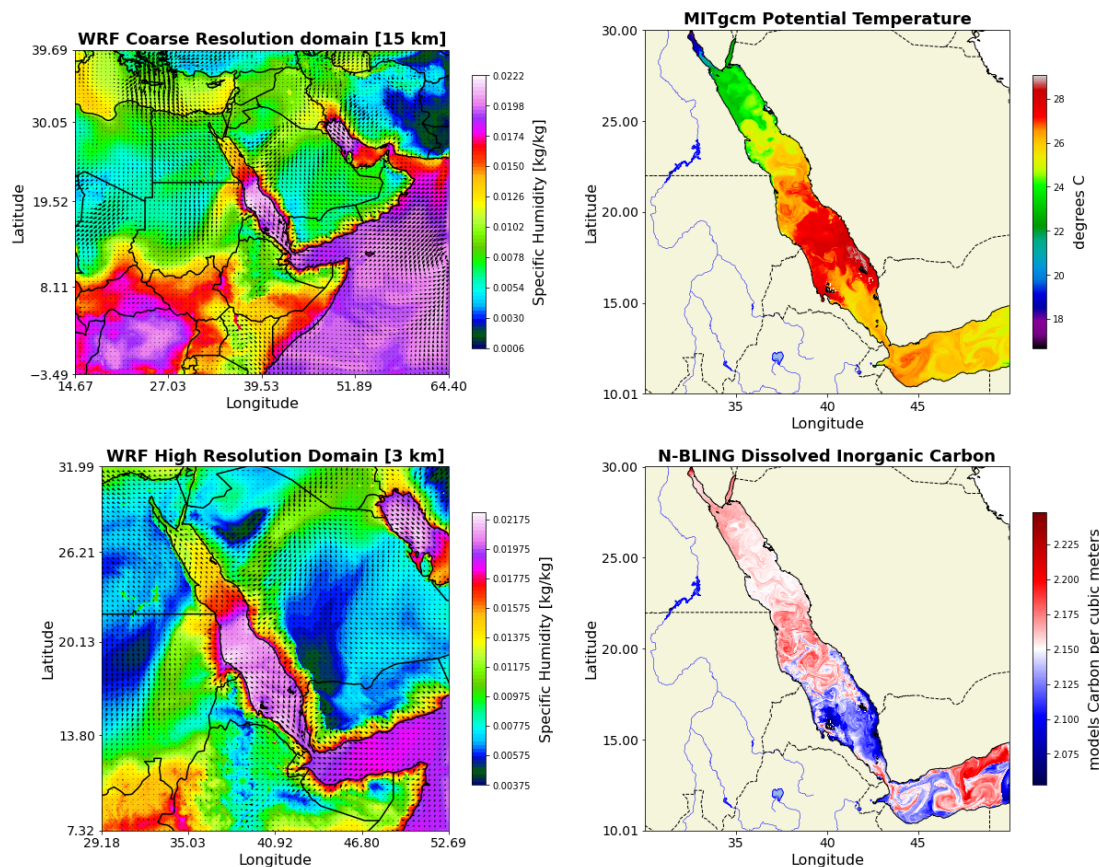 WRF Coarse Resolution domain [15 km]
39.69
30.05
19.52
8.11
−3.49
Latitude
14.67 27.03 39.53 51.89 64.40
Longitude
0.0222
0.0198
0.0174
0.0150
0.0126
0.0102
0.0078
0.0054
0.0030
0.0006
Specific Humidity [kg/kg]
MITgcm Potential Temperature
30.00
25.00
20.00
15.00
10.01
Latitude
35 40 45
Longitude
28
26
24
22
20
18
degrees C
WRF High Resolution Domain [3 km]
31.99
26.21
20.13
13.80
7.32
Latitude
29.18 35.03 40.92 46.80 52.69
Longitude
0.02175
0.01975
0.01775
0.01575
0.01375
0.01175
0.00975
0.00775
0.00575
0.00375
Specific Humidity [kg/kg]
N-BLING Dissolved Inorganic Carbon
30.00
25.00
20.00
15.00
10.01
Latitude
35 40 45
Longitude
2.225
2.200
2.175
2.150
2.125
2.100
2.075
models Carbon per cubic meters